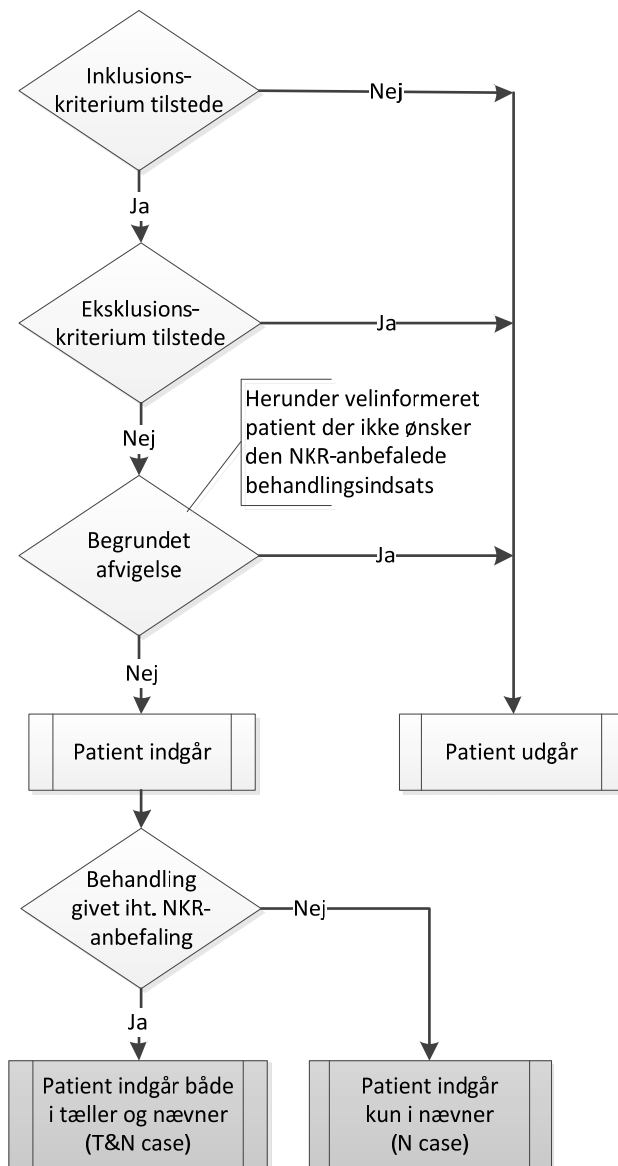 Inklusions-
kriterium tilstede
Nej
Ja
Eksklusions-
kriterium tilstede
Ja
Nej
Herunder velinformeret
patient der ikke ønsker
den NKR-anbefalede
behandlingsindsats
Begrundet
afvigelse
Ja
Nej
Patient indgår
Patient udgår
Behandling
givet iht. NKR-
anbefaling
Nej
Ja
Patient indgår både
i tæller og nævner
(T&N case)
Patient indgår
kun i nævner
(N case)